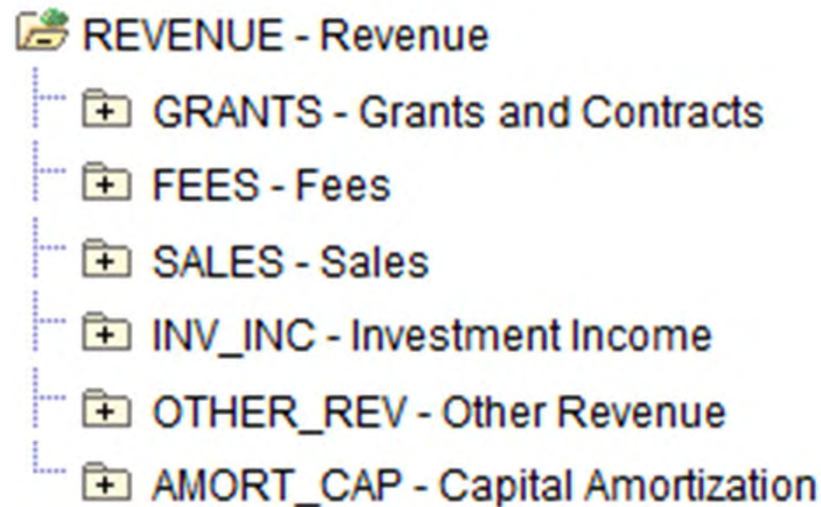 REVENUE - Revenue
GRANTS - Grants and Contracts
FEES - Fees
SALES - Sales
INV_INC - Investment Income
OTHER_REV - Other Revenue
AMORT_CAP - Capital Amortization